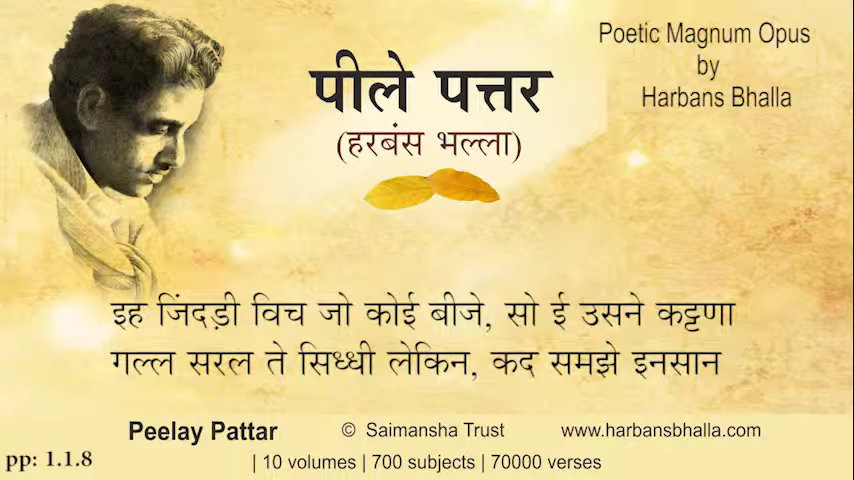 पीले पत्तर
(हरबंस भल्ला)
Poetic Magnum Opus
by
Harbans Bhalla
इह जिंदड़ी विच जो कोई बीजे, सो ई उसने कट्टणा
गल्ल सरल ते सिध्धी लेकिन, कद समझे इनसान
Peelay Pattar © Saimansha Trust www.harbansbhalla.com
pp: 1.1.8
| 10 volumes | 700 subjects | 70000 verses